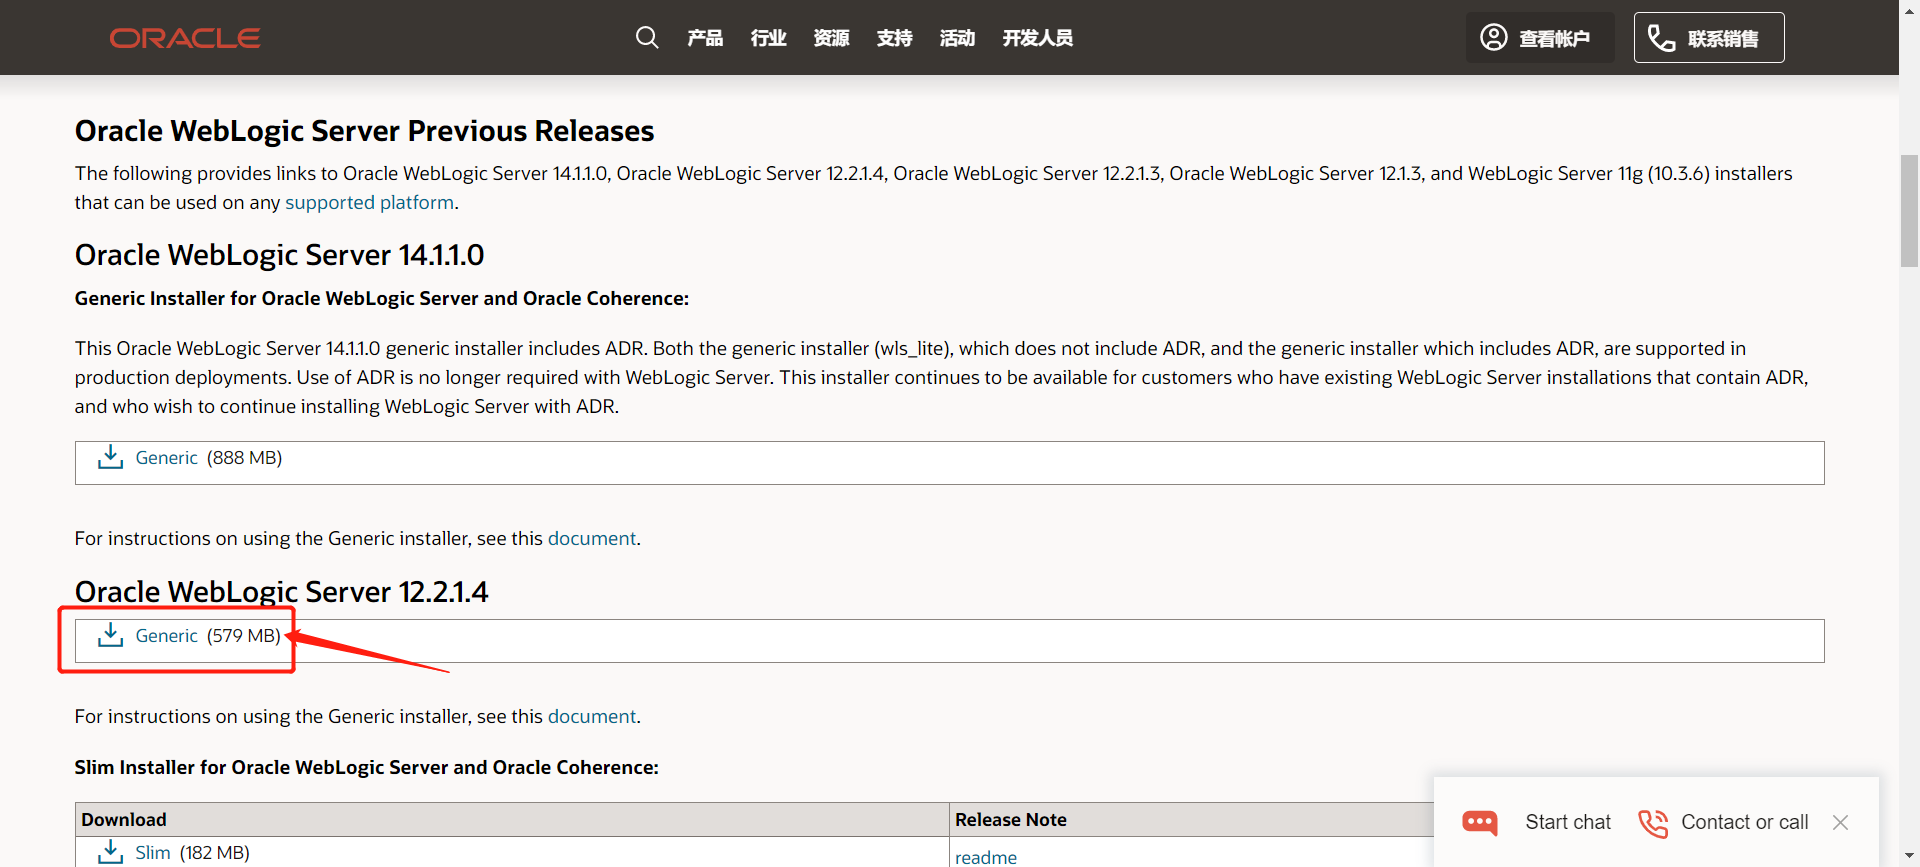 ORACLE
产品 行业 资源 支持 活动 开发人员
查看帐户
联系销售
Oracle WebLogic Server Previous Releases
The following provides links to Oracle WebLogic Server 14.1.1.0, Oracle WebLogic Server 12.2.1.4, Oracle WebLogic Server 12.2.1.3, Oracle WebLogic Server 12.1.3, and WebLogic Server 11g (10.3.6) installers
that can be used on any supported platform.
Oracle WebLogic Server 14.1.1.0
Generic Installer for Oracle WebLogic Server and Oracle Coherence:
This Oracle WebLogic Server 14.1.1.0 generic installer includes ADR. Both the generic installer (wls_lite), which does not include ADR, and the generic installer which includes ADR, are supported in
production deployments. Use of ADR is no longer required with WebLogic Server. This installer continues to be available for customers who have existing WebLogic Server installations that contain ADR,
and who wish to continue installing WebLogic Server with ADR.
Generic (888 MB)
For instructions on using the Generic installer, see this document.
Oracle WebLogic Server 12.2.1.4
Generic (579 MB)
For instructions on using the Generic installer, see this document.
Slim Installer for Oracle WebLogic Server and Oracle Coherence:
Download Release Note
Slim (182 MB) readme
Start chat Contact or call